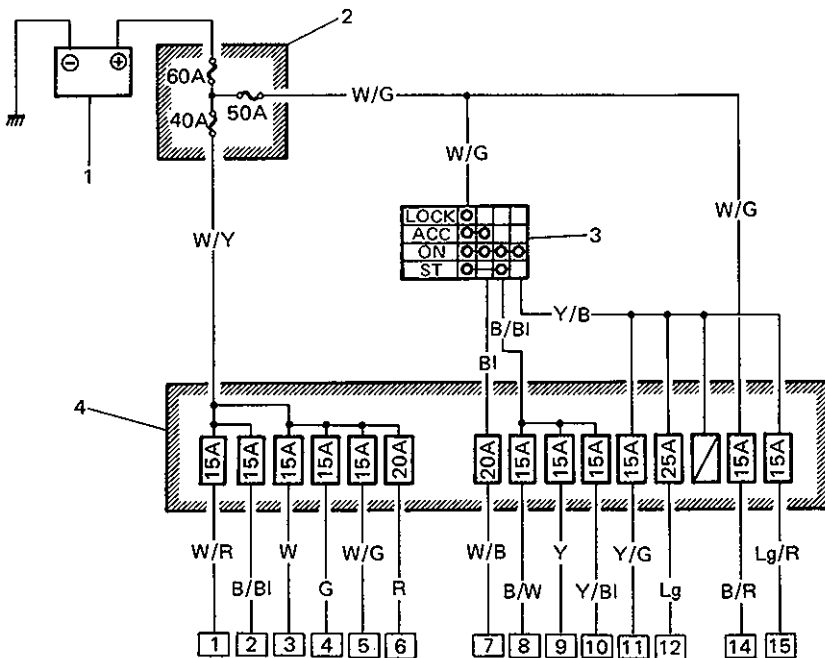 2
⊖ ⊕
60A
50A
40A
W/G
1
W/G
LOCK
ACC
ON
ST
3
W/G
W/Y
Y/B
B/Bl
Bl
4
15A 15A 15A 15A 15A 20A 20A 15A 15A 15A 15A 25A 15A 15A
W/R W W/G W/B Y Y/G Lg/R
B/Bl G R B/W Y/Bl Lg B/R
1 2 3 4 5 6 7 8 9 10 11 12 14 15